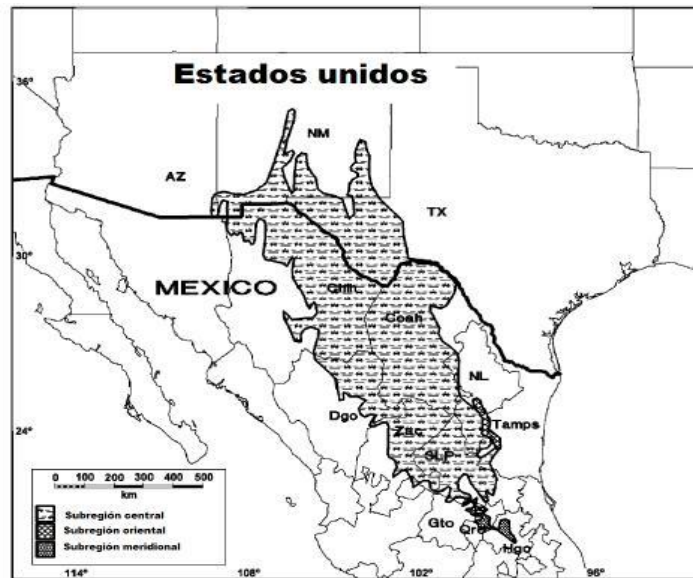 Estados unidos
36°
NM
AZ
TX
30°
MEXICO
Chih.
Coah
NL
Dgo
Tamps
24°
Zac
SLP
0 100 200 300 400 500
km
Subregión central
Subregión oriental
Subregión meridional
Gto
Qro
Hgo
114°
108°
102°
96°